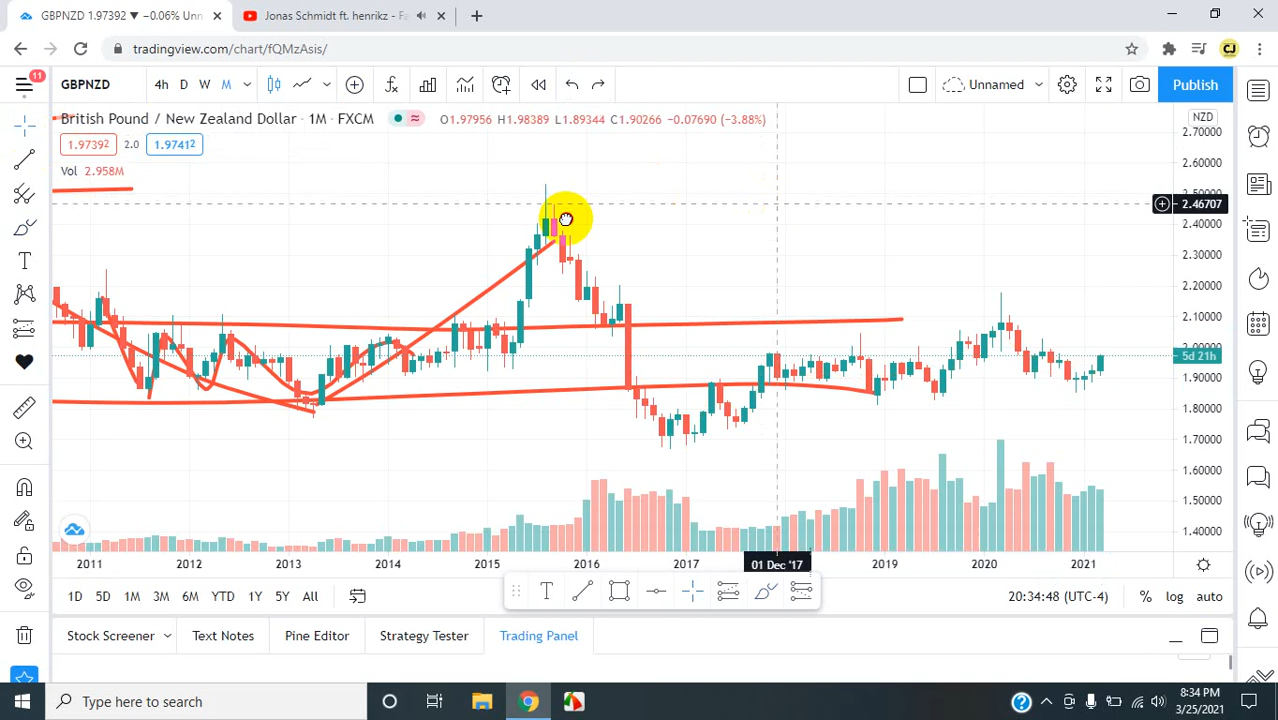 GBPNZD 1.97392 ▼ −0.06% Unn
Jonas Schmidt ft. henrikz - Fa
tradingview.com/chart/fQMzAsis/
CJ
11
GBPNZD
4h D W M
Unnamed
Publish
British Pound / New Zealand Dollar · 1M · FXCM
O1.97956 H1.98389 L1.89344 C1.90266 −0.07690 (−3.88%)
NZD
1.97392 2.0 1.97412
Vol 2.958M
2.70000
2.60000
2.50000
2.46707
2.40000
2.30000
2.20000
2.10000
2.00000
5d 21h
1.90000
1.80000
1.70000
1.60000
1.50000
1.40000
2011 2012 2013 2014 2015 2016 2017 01 Dec '17 2019 2020 2021
1D 5D 1M 3M 6M YTD 1Y 5Y All
T
20:34:48 (UTC-4) % log auto
Stock Screener Text Notes Pine Editor Strategy Tester Trading Panel
Type here to search
8:34 PM
3/25/2021